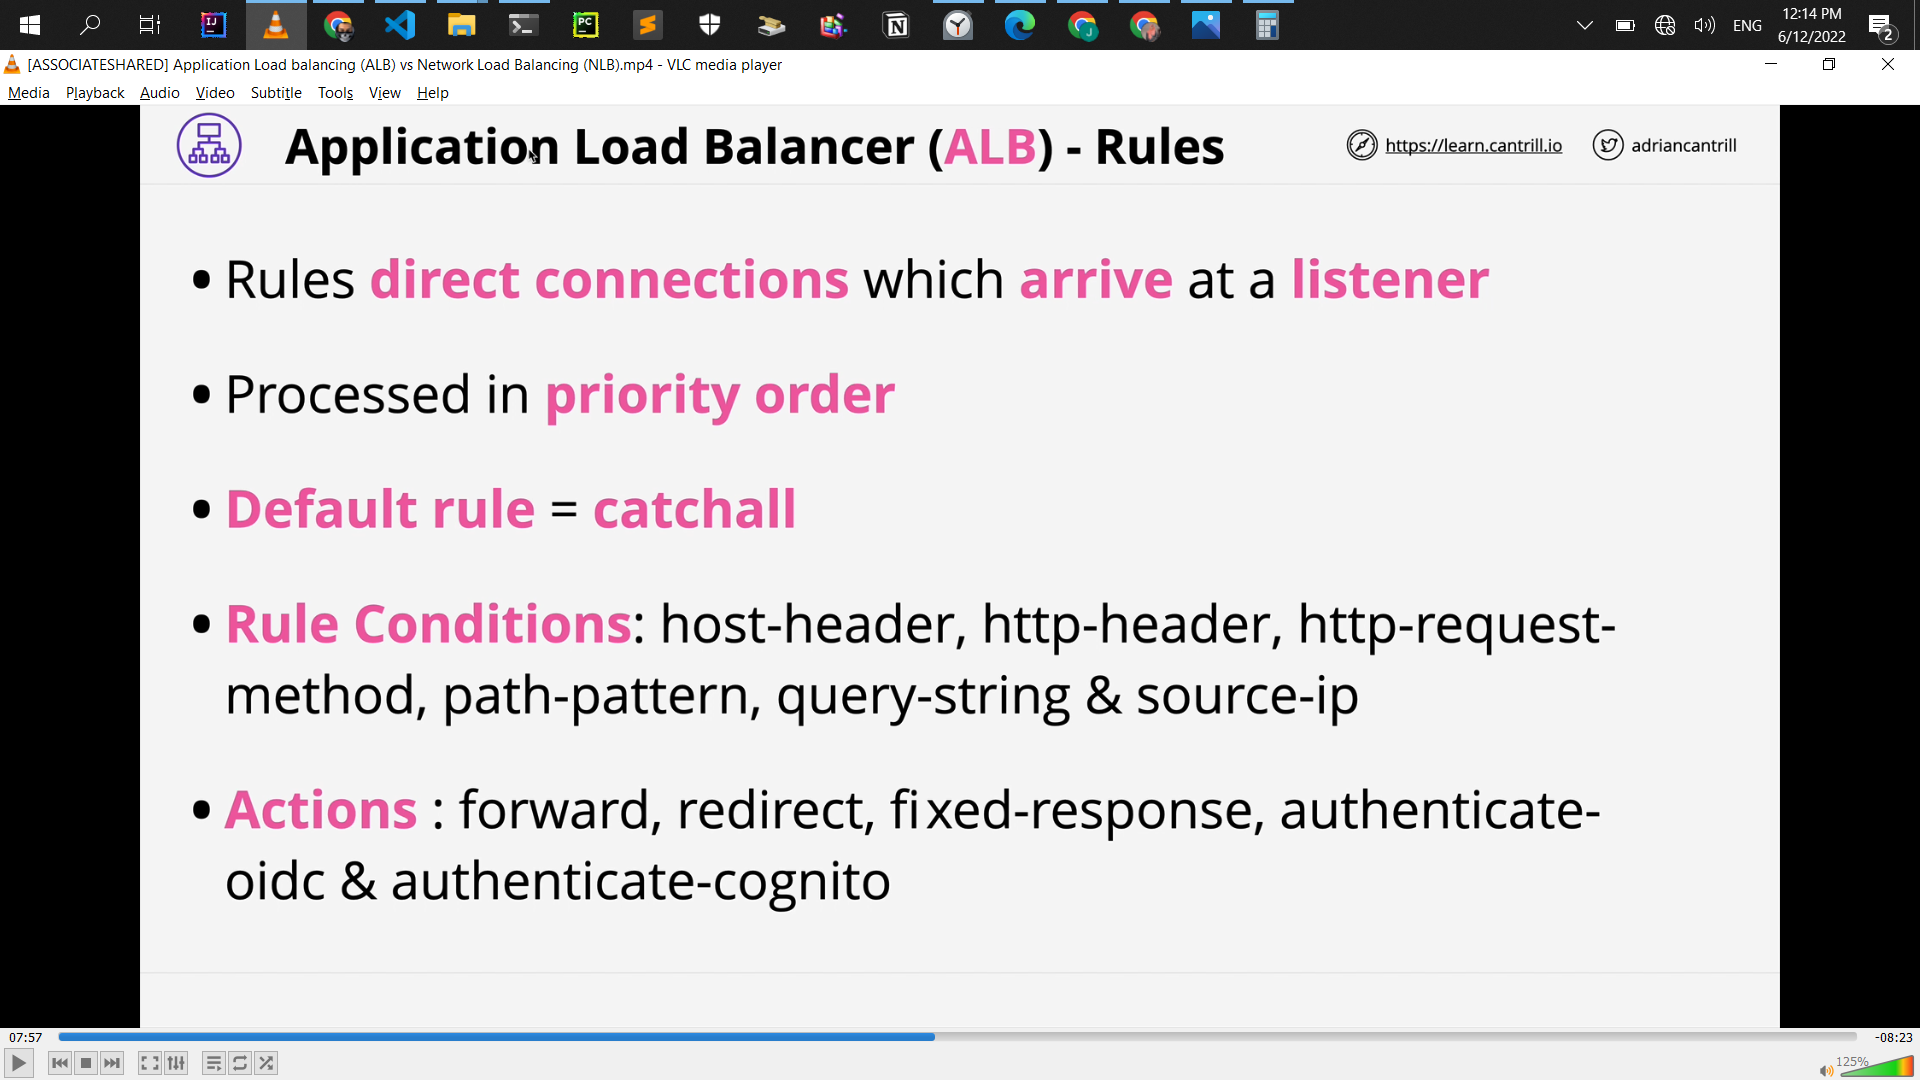 IJ
PC
N
J
ENG
12:14 PM
6/12/2022
2
[ASSOCIATESHARED] Application Load balancing (ALB) vs Network Load Balancing (NLB).mp4 - VLC media player
Media Playback Audio Video Subtitle Tools View Help
Application Load Balancer (ALB) - Rules
https://learn.cantrill.io
adriancantrill
• Rules direct connections which arrive at a listener
• Processed in priority order
• Default rule = catchall
• Rule Conditions: host-header, http-header, http-request-
method, path-pattern, query-string & source-ip
• Actions : forward, redirect, fixed-response, authenticate-
oidc & authenticate-cognito
07:57
-08:23
125%